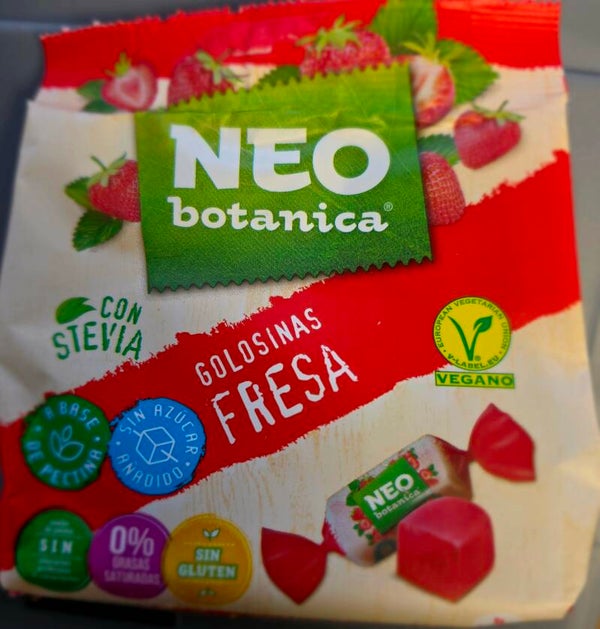 NEO
botanica®
CON
STEVIA
GOLOSINAS
FRESA
EUROPEAN VEGETARIAN UNION
V-LABEL.EU
VEGANO
A BASE
DE PECTINA
SIN AZÚCAR
AÑADIDO
NEO
botanica
SIN
0%
GRASAS
SATURADAS
SIN
GLUTEN